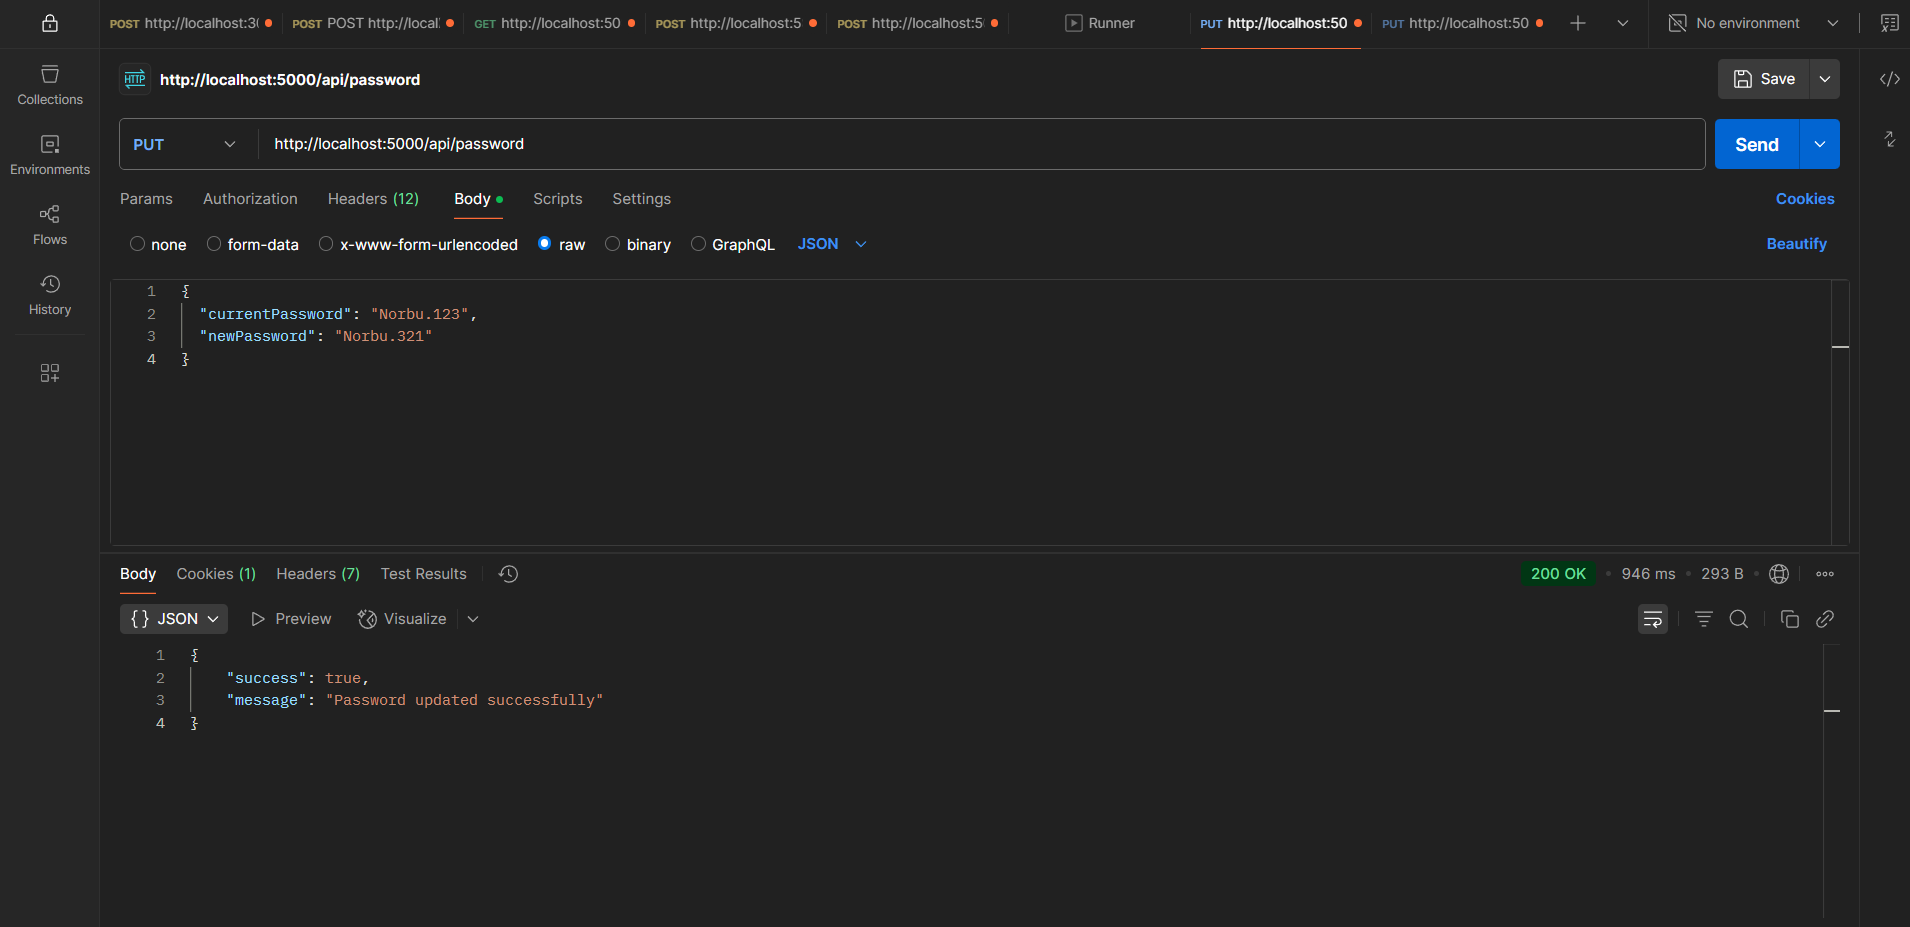 POST http://localhost:30 POST POST http://local: GET http://localhost:50 POST http://localhost:5 POST http://localhost:5 Runner PUT http://localhost:50 PUT http://localhost:50 No environment
HTTP http://localhost:5000/api/password Save
Collections
PUT http://localhost:5000/api/password Send
Environments
Params Authorization Headers (12) Body Scripts Settings Cookies
Flows
none form-data x-www-form-urlencoded raw binary GraphQL JSON Beautify
History
1 {
2 "currentPassword": "Norbu.123",
3 "newPassword": "Norbu.321"
4 }
Body Cookies (1) Headers (7) Test Results 200 OK • 946 ms • 293 B •
{} JSON Preview Visualize
1 {
2 "success": true,
3 "message": "Password updated successfully"
4 }